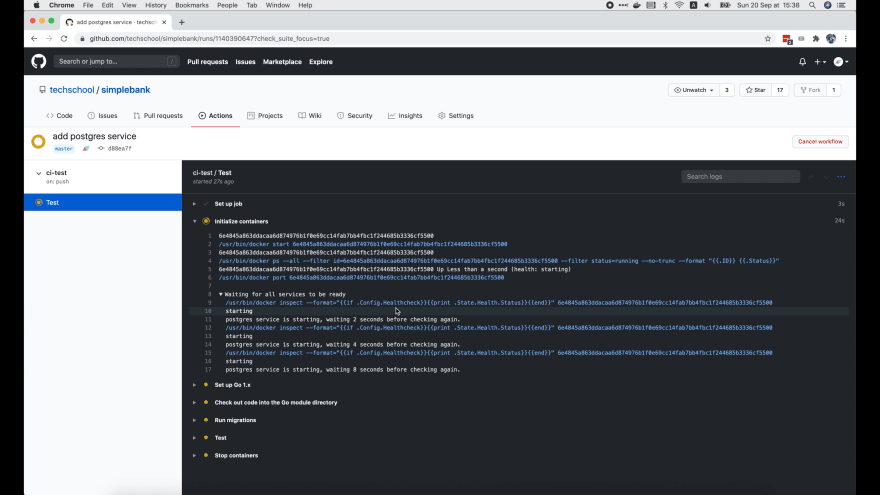 Chrome File Edit View History Bookmarks People Tab Window Help Sun 20 Sep at 15:38
add postgres service · techsch
github.com/techschool/simplebank/runs/1140390647?check_suite_focus=true
Search or jump to... / Pull requests Issues Marketplace Explore
techschool / simplebank Unwatch 3 Star 17 Fork 1
Code Issues Pull requests Actions Projects Wiki Security Insights Settings
add postgres service
master d88ea7f Cancel workflow
ci-test
on: push
Test
ci-test / Test
started 27s ago
Search logs
Set up job 3s
Initialize containers 24s
1 6e4845a863ddacaa6d874976b1f0e69cc14fab7bb4fbc1f244685b3336cf5500
2 /usr/bin/docker start 6e4845a863ddacaa6d874976b1f0e69cc14fab7bb4fbc1f244685b3336cf5500
3 6e4845a863ddacaa6d874976b1f0e69cc14fab7bb4fbc1f244685b3336cf5500
4 /usr/bin/docker ps --all --filter id=6e4845a863ddacaa6d874976b1f0e69cc14fab7bb4fbc1f244685b3336cf5500 --filter status=running --no-trunc --format "{{.ID}} {{.Status}}"
5 6e4845a863ddacaa6d874976b1f0e69cc14fab7bb4fbc1f244685b3336cf5500 Up Less than a second (health: starting)
6 /usr/bin/docker port 6e4845a863ddacaa6d874976b1f0e69cc14fab7bb4fbc1f244685b3336cf5500
7
8 Waiting for all services to be ready
9 /usr/bin/docker inspect --format="{{if .Config.Healthcheck}}{{print .State.Health.Status}}{{end}}" 6e4845a863ddacaa6d874976b1f0e69cc14fab7bb4fbc1f244685b3336cf5500
10 starting
11 postgres service is starting, waiting 2 seconds before checking again.
12 /usr/bin/docker inspect --format="{{if .Config.Healthcheck}}{{print .State.Health.Status}}{{end}}" 6e4845a863ddacaa6d874976b1f0e69cc14fab7bb4fbc1f244685b3336cf5500
13 starting
14 postgres service is starting, waiting 4 seconds before checking again.
15 /usr/bin/docker inspect --format="{{if .Config.Healthcheck}}{{print .State.Health.Status}}{{end}}" 6e4845a863ddacaa6d874976b1f0e69cc14fab7bb4fbc1f244685b3336cf5500
16 starting
17 postgres service is starting, waiting 8 seconds before checking again.
Set up Go 1.x
Check out code into the Go module directory
Run migrations
Test
Stop containers